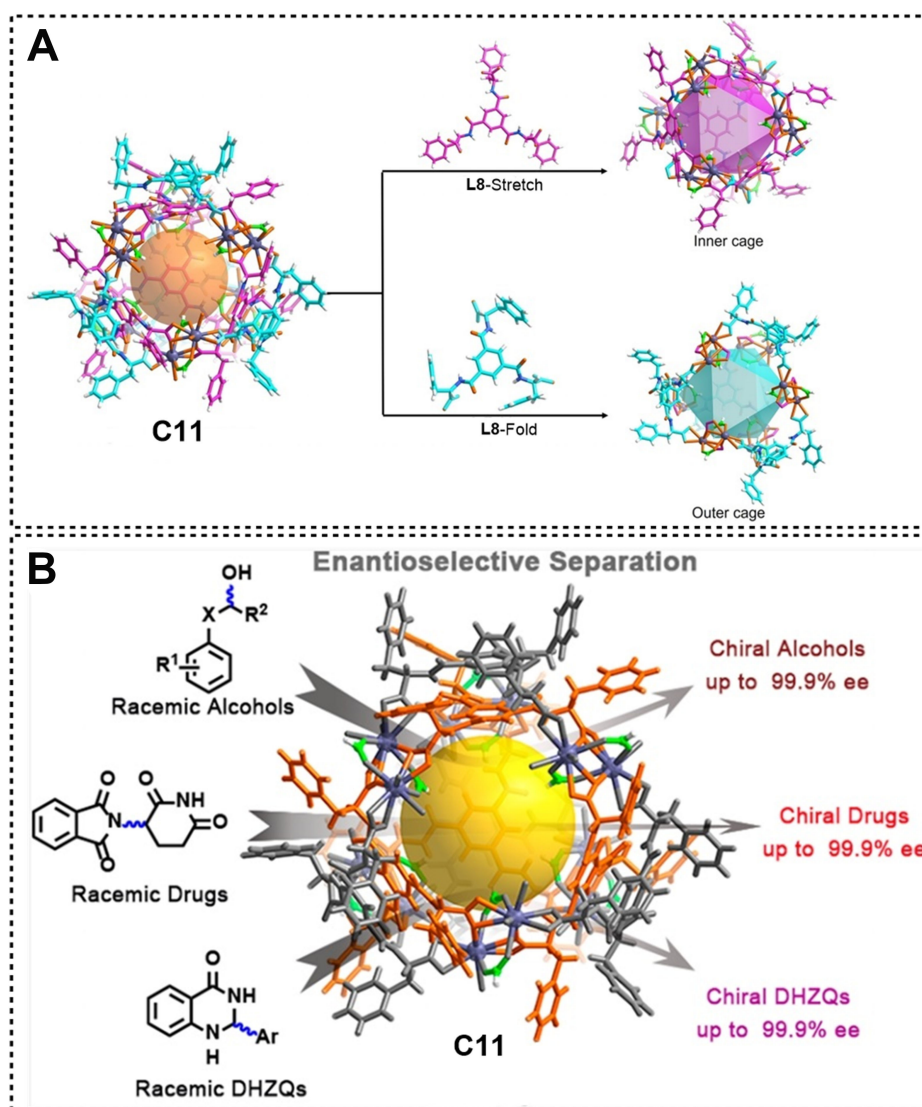 A
L8-Stretch
Inner cage
C11
L8-Fold
Outer cage
B
Enantioselective Separation
OH
X
R²
R¹
Racemic Alcohols
Chiral Alcohols
up to 99.9% ee
O
O
NH
N
O
O
Racemic Drugs
Chiral Drugs
up to 99.9% ee
O
NH
N
H
Ar
Racemic DHZQs
C11
Chiral DHZQs
up to 99.9% ee